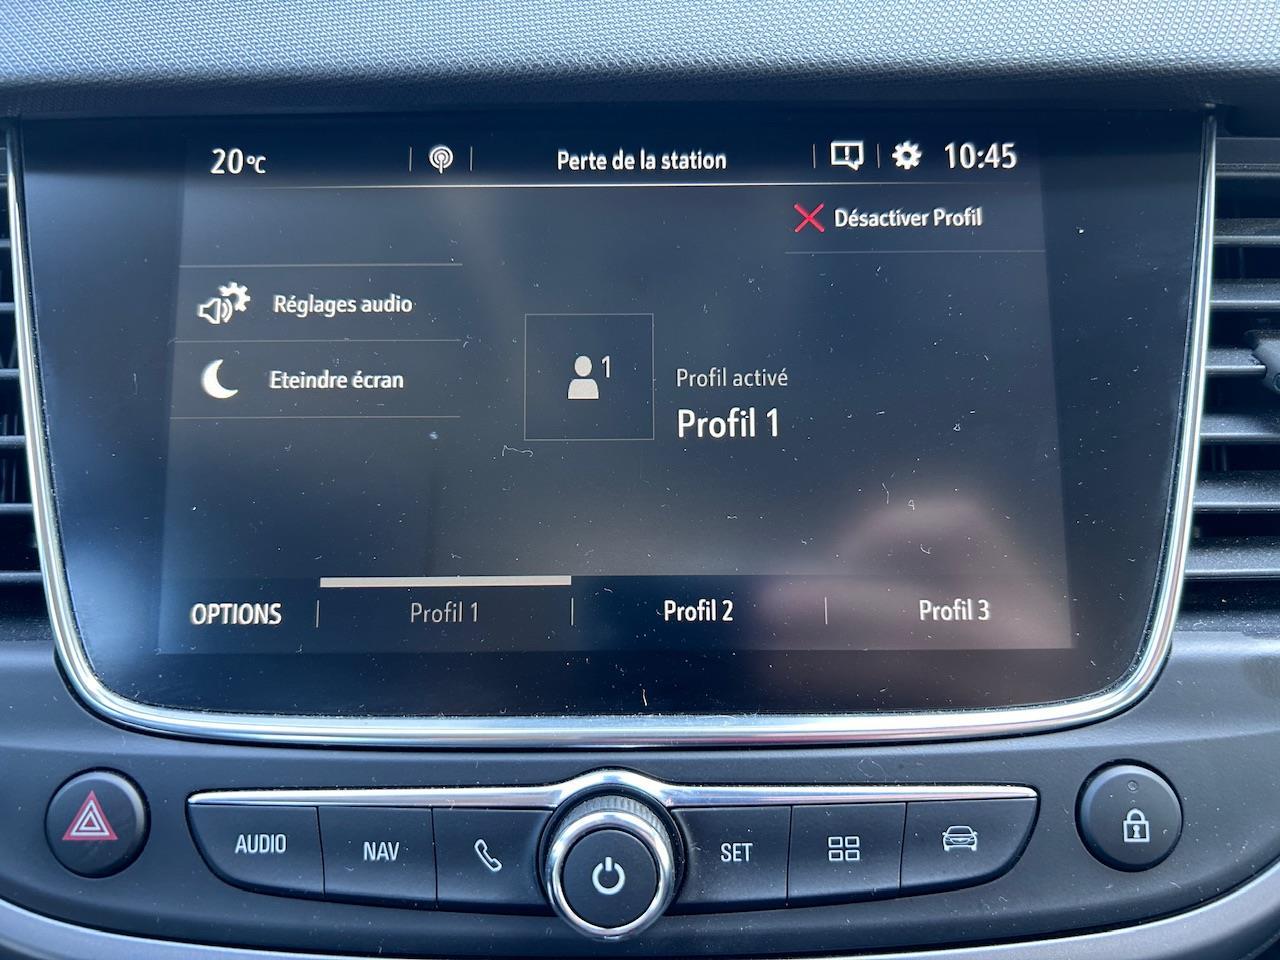 20°C
Perte de la station
10:45
Désactiver Profil
Réglages audio
Eteindre écran
1
Profil activé
Profil 1
OPTIONS
Profil 1
Profil 2
Profil 3
AUDIO
NAV
SET